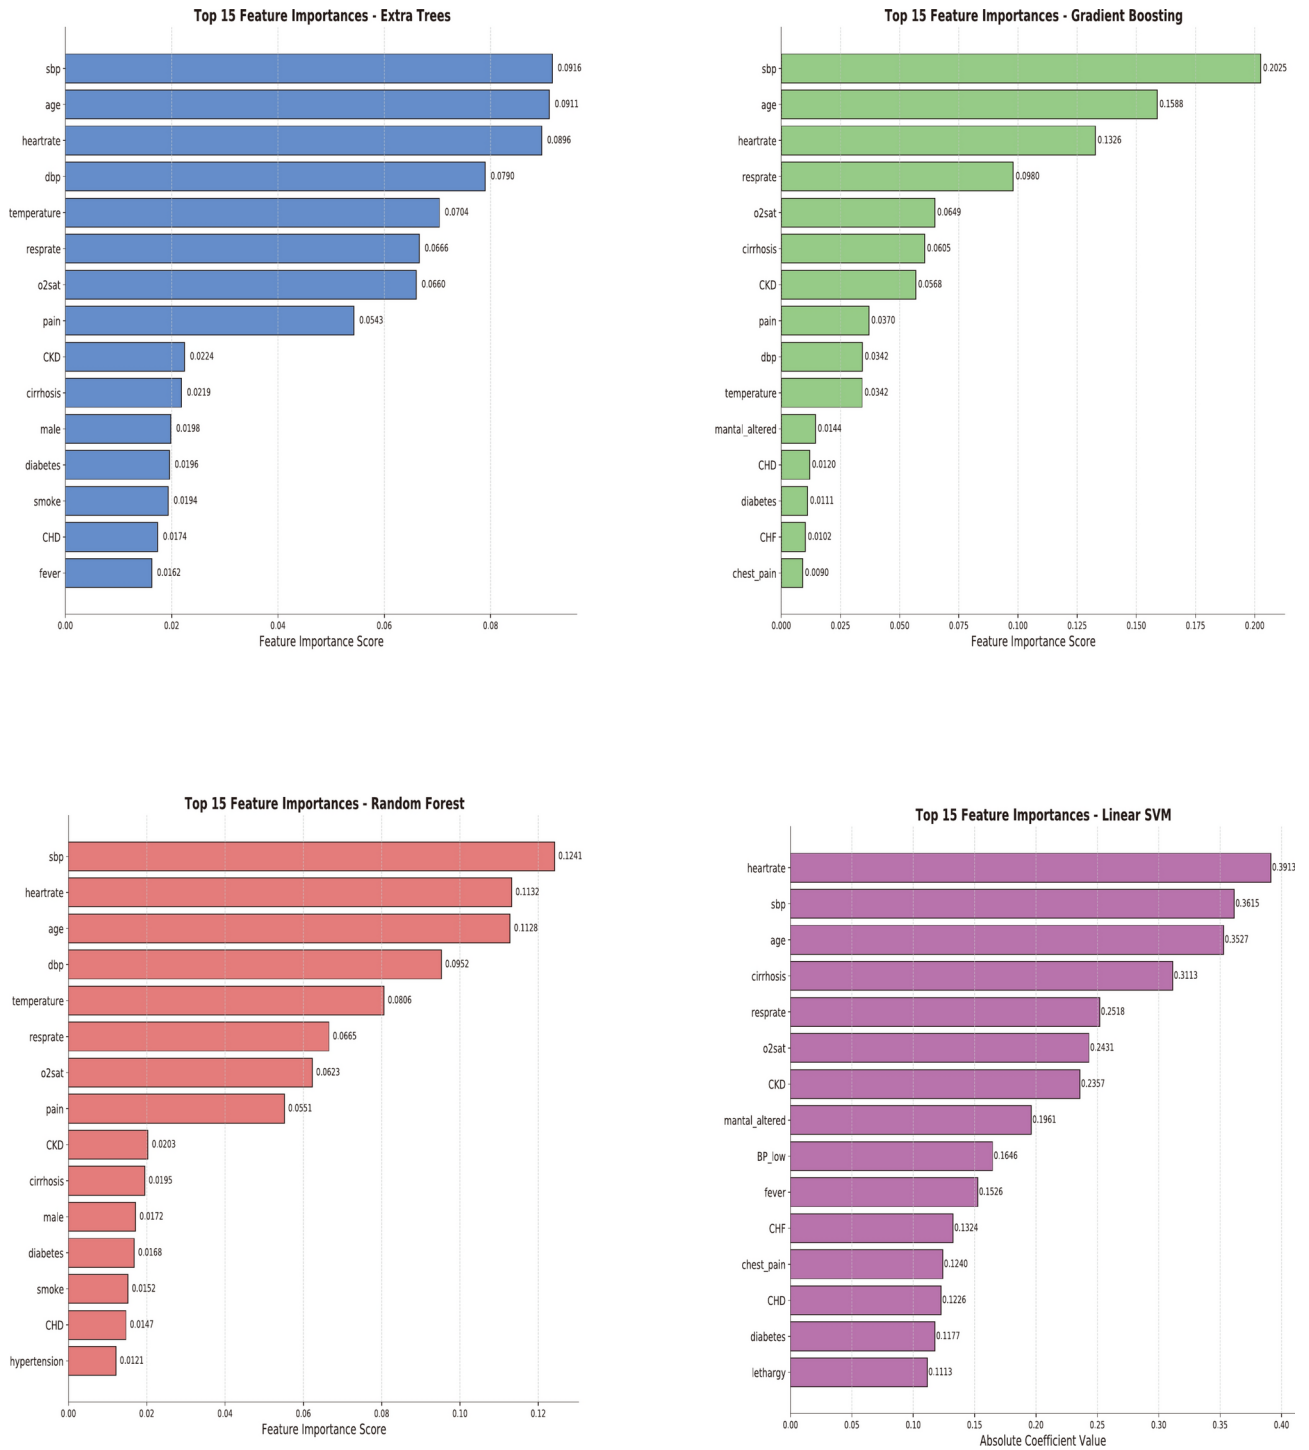 Top 15 Feature Importances - Extra Trees
sbp 0.0916
age 0.0911
heartrate 0.0896
dbp 0.0790
temperature 0.0704
resprate 0.0666
o2sat 0.0660
pain 0.0543
CKD 0.0224
cirrhosis 0.0219
male 0.0198
diabetes 0.0196
smoke 0.0194
CHD 0.0174
fever 0.0162
0.00 0.02 0.04 0.06 0.08
Feature Importance Score
Top 15 Feature Importances - Gradient Boosting
sbp 0.2025
age 0.1588
heartrate 0.1326
resprate 0.0980
o2sat 0.0649
cirrhosis 0.0605
CKD 0.0568
pain 0.0370
dbp 0.0342
temperature 0.0342
mantal_altered 0.0144
CHD 0.0120
diabetes 0.0111
CHF 0.0102
chest_pain 0.0090
0.000 0.025 0.050 0.075 0.100 0.125 0.150 0.175 0.200
Feature Importance Score
Top 15 Feature Importances - Random Forest
sbp 0.1241
heartrate 0.1132
age 0.1128
dbp 0.0952
temperature 0.0806
resprate 0.0665
o2sat 0.0623
pain 0.0551
CKD 0.0203
cirrhosis 0.0195
male 0.0172
diabetes 0.0168
smoke 0.0152
CHD 0.0147
hypertension 0.0121
0.00 0.02 0.04 0.06 0.08 0.10 0.12
Feature Importance Score
Top 15 Feature Importances - Linear SVM
heartrate 0.3913
sbp 0.3615
age 0.3527
cirrhosis 0.3113
resprate 0.2518
o2sat 0.2431
CKD 0.2357
mantal_altered 0.1961
BP_low 0.1646
fever 0.1526
CHF 0.1324
chest_pain 0.1240
CHD 0.1226
diabetes 0.1177
lethargy 0.1113
0.00 0.05 0.10 0.15 0.20 0.25 0.30 0.35 0.40
Absolute Coefficient Value